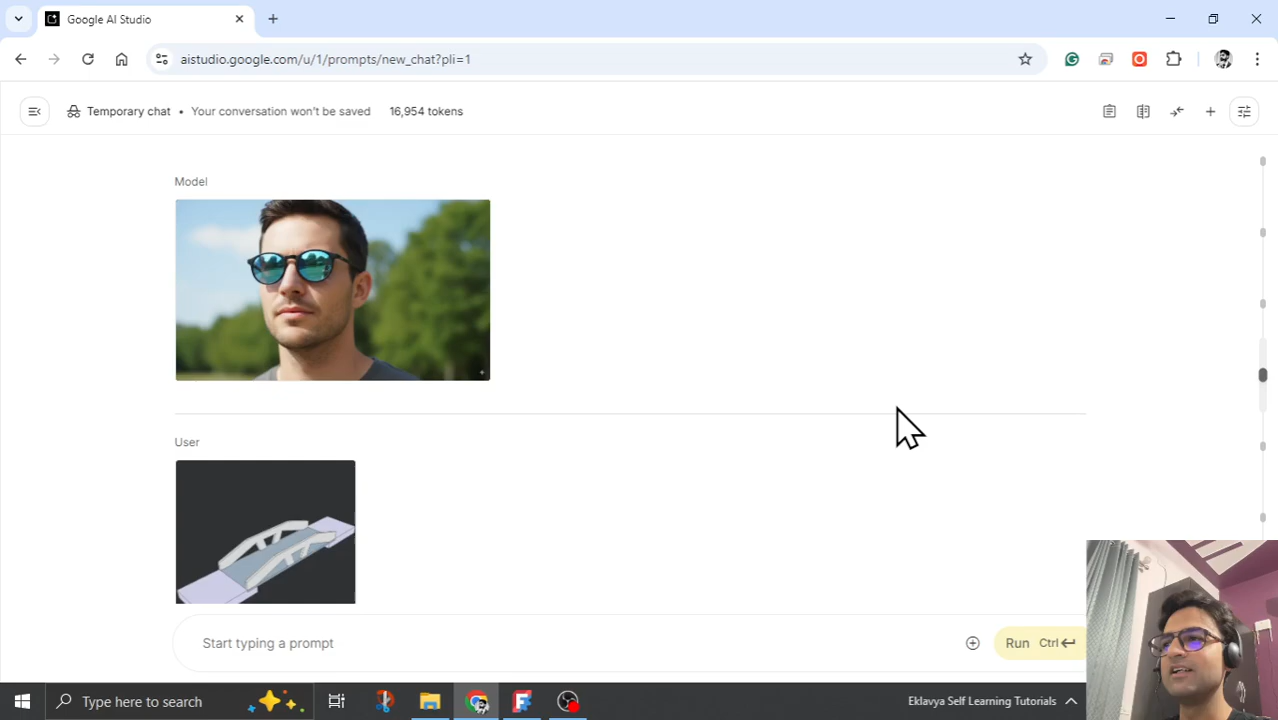 Google AI Studio
aistudio.google.com/u/1/prompts/new_chat?pli=1
Temporary chat • Your conversation won't be saved 16,954 tokens
Model
User
Start typing a prompt
Run Ctrl
Type here to search
Eklavya Self Learning Tutorials